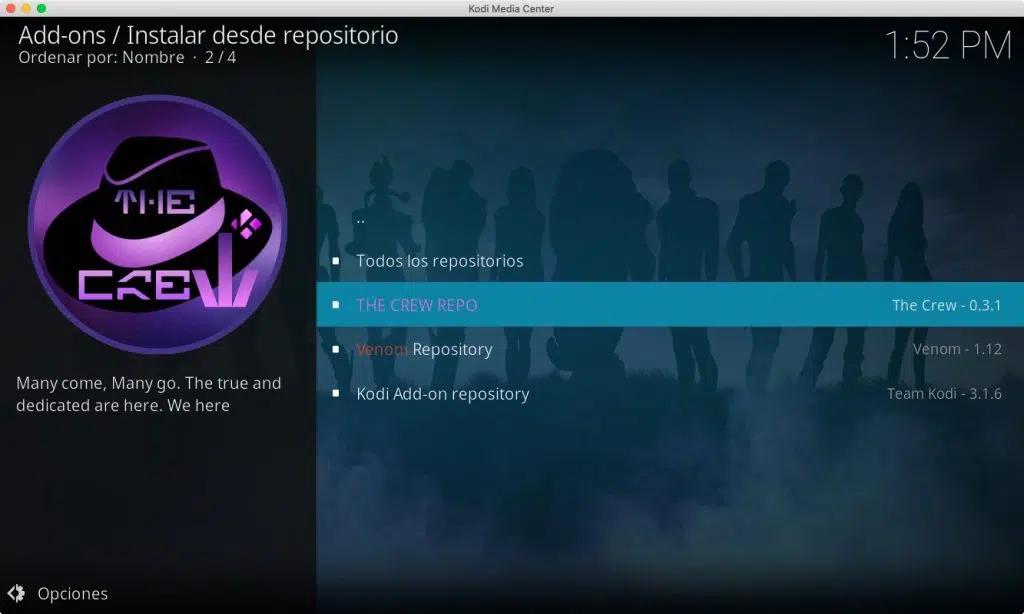 Kodi Media Center
Add-ons / Instalar desde repositorio
Ordenar por: Nombre · 2 / 4
1:52 PM
THE
CREW
Many come, Many go. The true and
dedicated are here. We here
..
Todos los repositorios
THE CREW REPO The Crew - 0.3.1
Venom Repository Venom - 1.12
Kodi Add-on repository Team Kodi - 3.1.6
Opciones